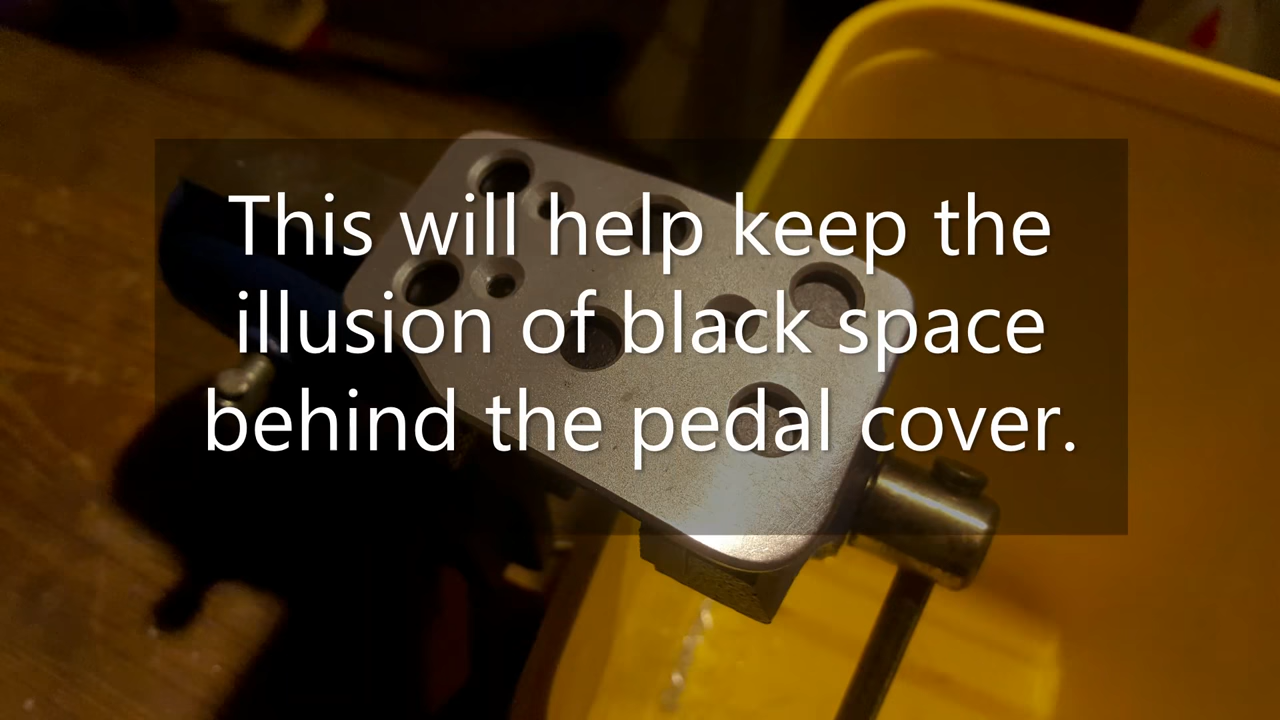 This will help keep the
illusion of black space
behind the pedal cover.